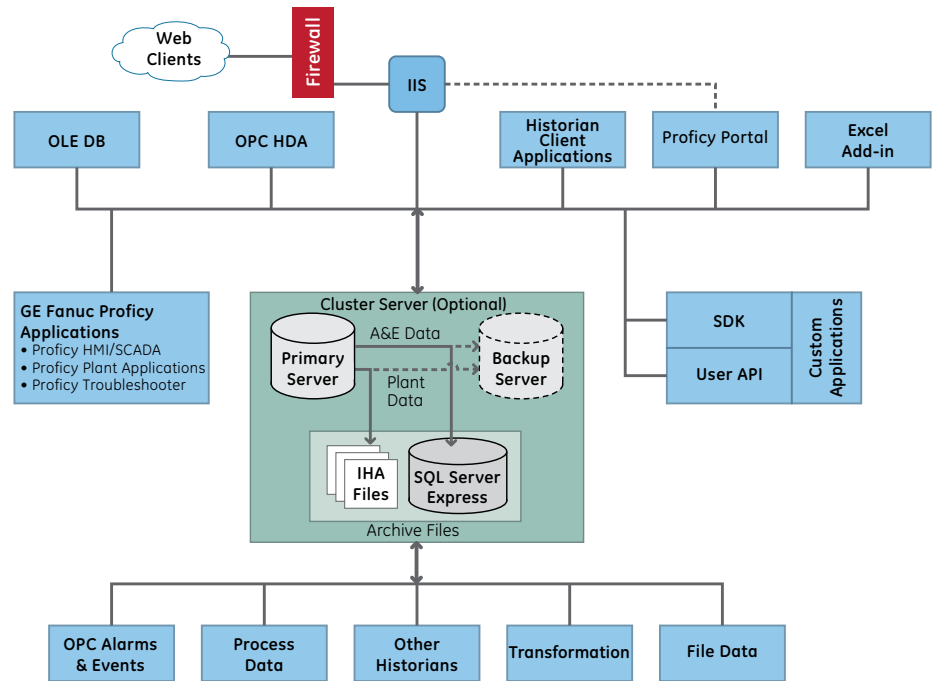 Web
Clients
Firewall
IIS
OLE DB
OPC HDA
Historian
Client
Applications
Proficy Portal
Excel
Add-in
GE Fanuc Proficy
Applications
• Proficy HMI/SCADA
• Proficy Plant Applications
• Proficy Troubleshooter
Cluster Server (Optional)
A&E Data
Primary
Server
Backup
Server
Plant
Data
IHA
Files
SQL Server
Express
Archive Files
SDK
User API
Custom
Applications
OPC Alarms
& Events
Process
Data
Other
Historians
Transformation
File Data